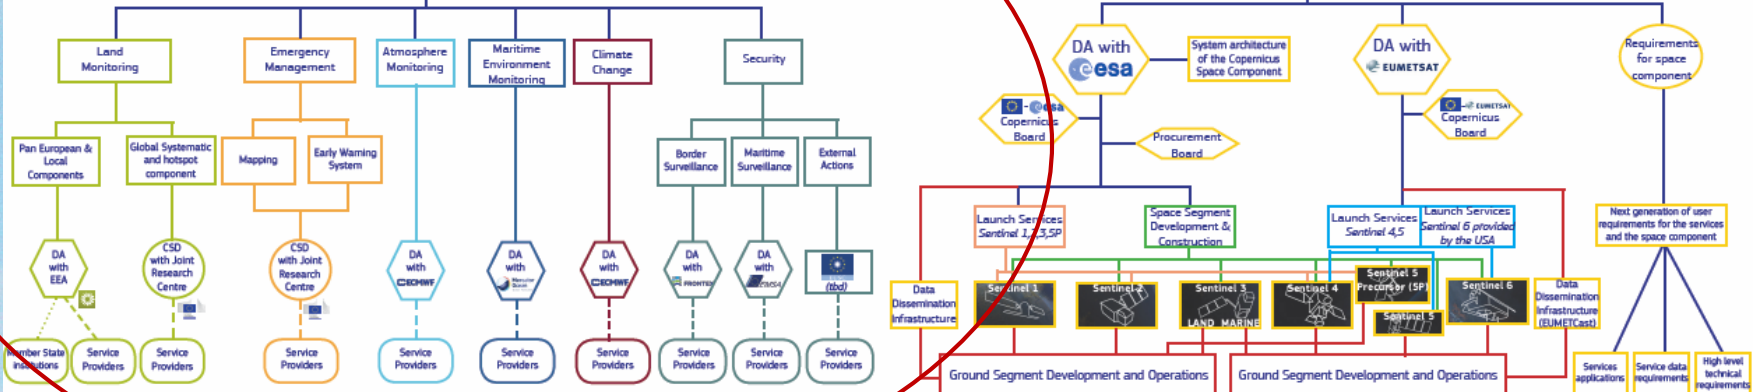 Land
Monitoring
Emergency
Management
Atmosphere
Monitoring
Maritime
Environment
Monitoring
Climate
Change
Security
Pan European &
Local
Components
Global Systematic
and hotspot
component
Mapping
Early Warning
System
Border
Surveillance
Maritime
Surveillance
External
Actions
DA
with
EEA
CSD
with Joint
Research
Centre
CSD
with Joint
Research
Centre
DA
with
ECMWF
DA
with
Mercator
Ocean
DA
with
ECMWF
DA
with
FRONTEX
DA
with
EMSA
(tbd)
Member State
institutions
Service
Providers
Service
Providers
Service
Providers
Service
Providers
Service
Providers
Service
Providers
Service
Providers
Service
Providers
Service
Providers
DA with
esa
System architecture
of the Copernicus
Space Component
DA with
EUMETSAT
Requirements
for space
component
-esa
Copernicus
Board
Procurement
Board
-EUMETSAT
Copernicus
Board
Launch Services
Sentinel 1,2,3,5P
Space Segment
Development &
Construction
Launch Services
Sentinel 4,5
Launch Services
Sentinel 6 provided
by the USA
Next generation of user
requirements for the services
and the space component
Data
Dissemination
Infrastructure
Sentinel 1
Sentinel 2
Sentinel 3
LAND MARINE
Sentinel 4
Sentinel 5
Precursor (5P)
Sentinel 5
Sentinel 6
Data
Dissemination
Infrastructure
(EUMETCast)
Ground Segment Development and Operations
Ground Segment Development and Operations
Services
applications
Service data
requirements
High level
technical
requirements